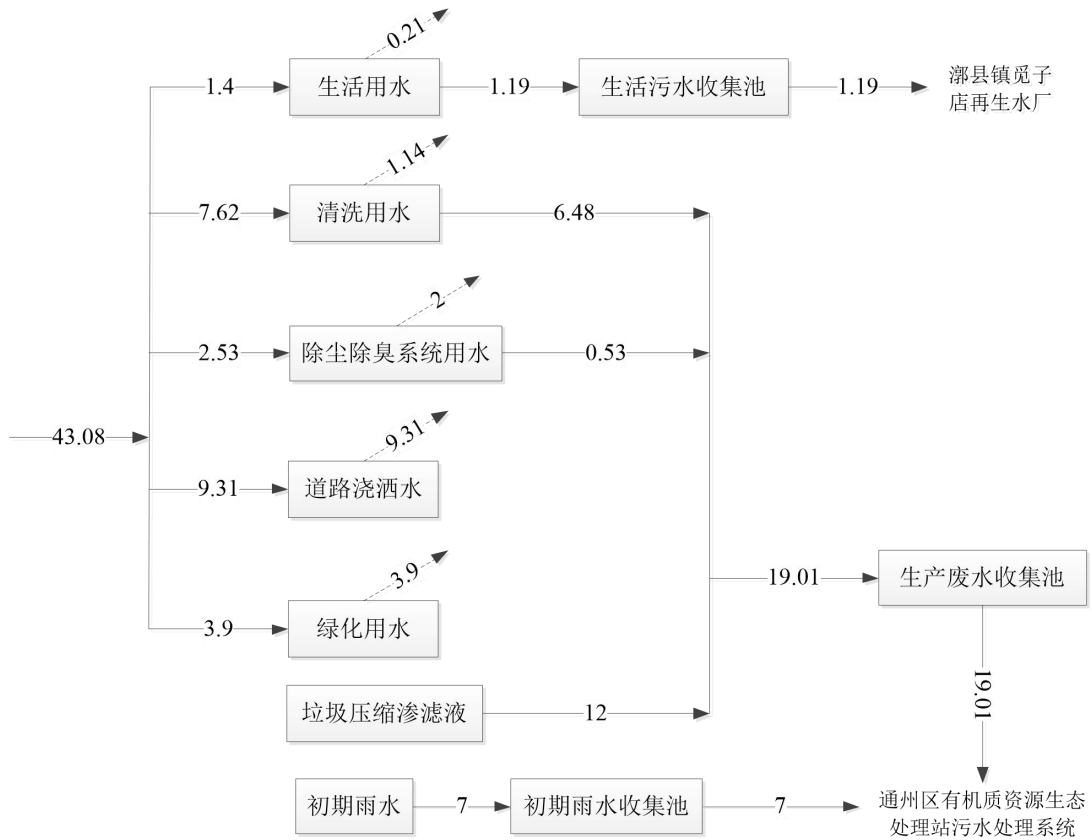 0.21
1.4
生活用水
1.19
生活污水收集池
1.19
漷县镇觅子
店再生水厂
1.14
7.62
清洗用水
6.48
2
2.53
除尘除臭系统用水
0.53
43.08
9.31
9.31
道路浇洒水
3.9
3.9
绿化用水
19.01
生产废水收集池
垃圾压缩渗滤液
12
19.01
初期雨水
7
初期雨水收集池
7
通州区有机质资源生态
处理站污水处理系统